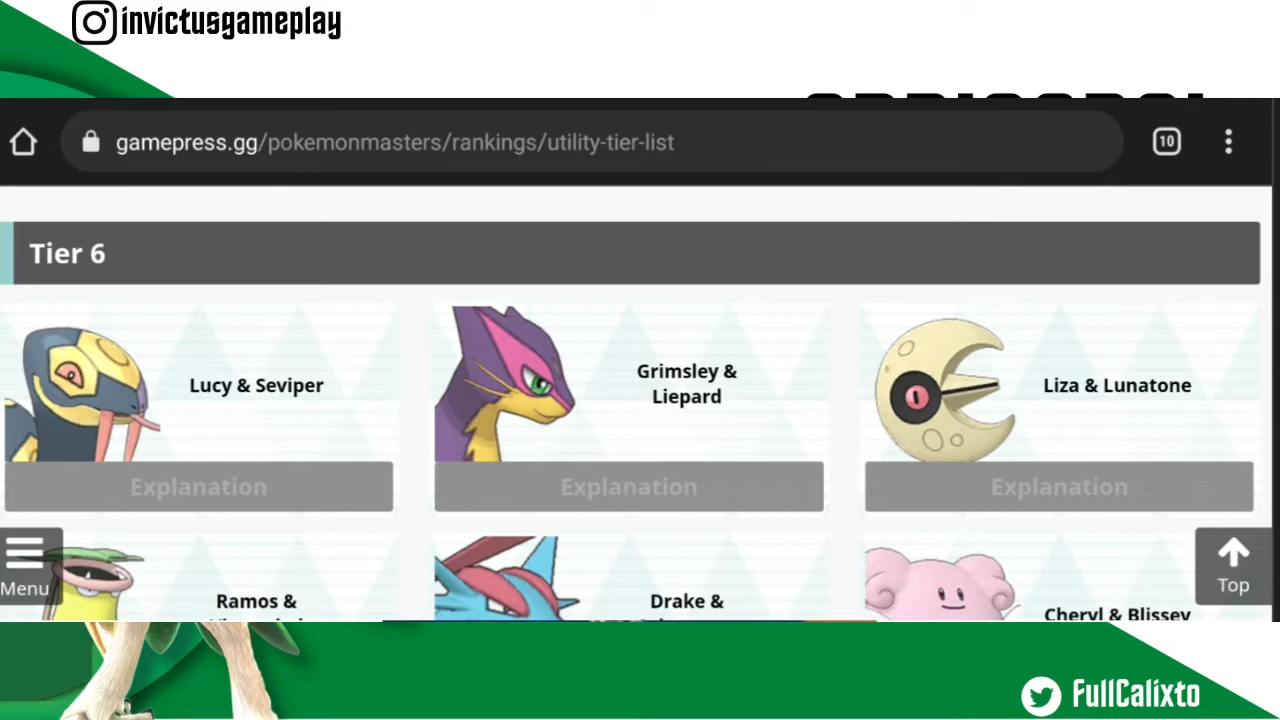 invictusgameplay
10
gamepress.gg/pokemonmasters/rankings/utility-tier-list
Tier 6
Lucy & Seviper
Grimsley &
Liepard
Liza & Lunatone
Explanation
Explanation
Explanation
Menu
Top
Ramos &
Drake &
Cheryl & Blissey
FullCalixto